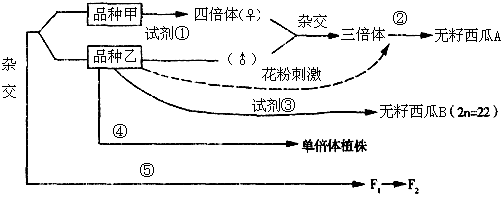 品种甲 试剂① 四倍体(♀) 杂交 三倍体 ② 无籽西瓜A
杂交
品种乙 (♂) 花粉刺激
试剂③ 无籽西瓜B(2n=22)
④ 单倍体植株
⑤ F₁ F₂